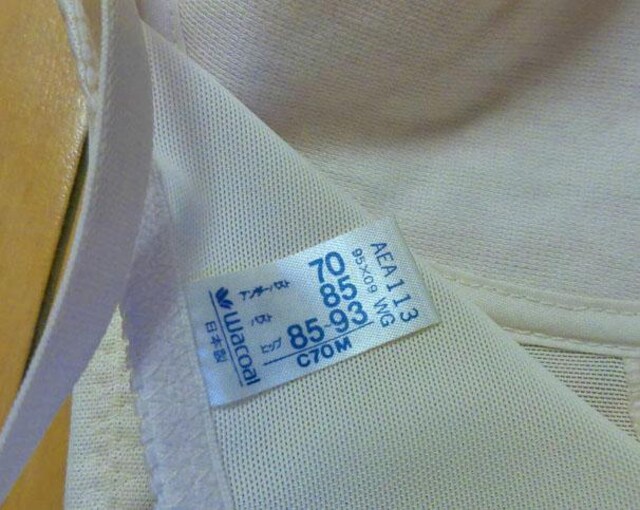 AEA113
95×09 WG
アンダーバスト 70
バスト 85
ヒップ 85-93
C70M
Wacoal
日本製